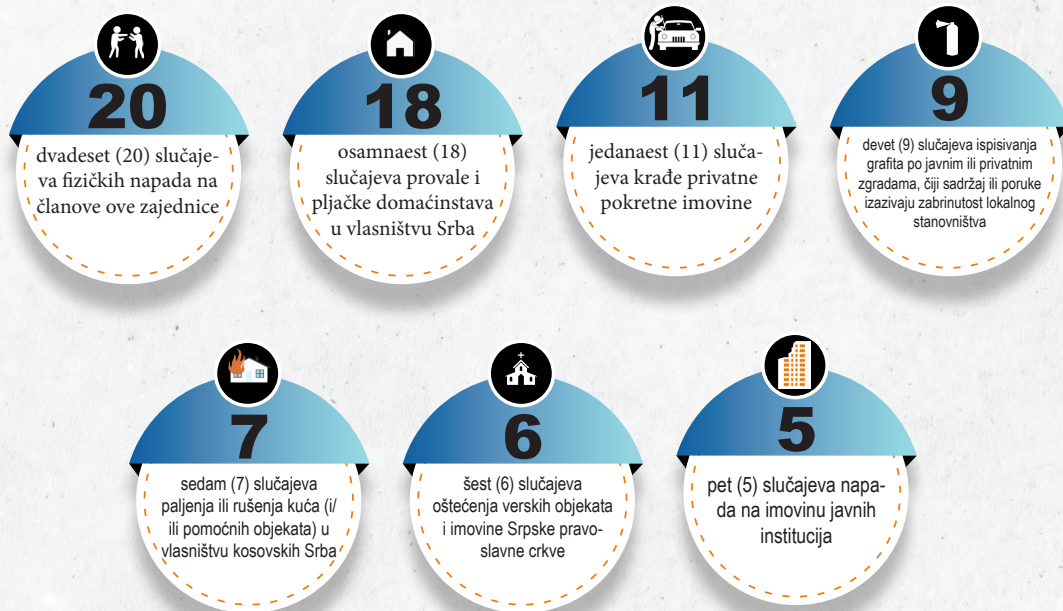 20
dvadeset (20) slučaje-
va fizičkih napada na
članove ove zajednice
18
osamnaest (18)
slučajeva provale i
pljačke domaćinstava
u vlasništvu Srba
11
jedanaest (11) sluča-
jeva krađe privatne
pokretne imovine
9
devet (9) slučajeva ispisivanja
grafita po javnim ili privatnim
zgradama, čiji sadržaj ili poruke
izazivaju zabrinutost lokalnog
stanovništva
7
sedam (7) slučajeva
paljenja ili rušenja kuća (i/
ili pomoćnih objekata) u
vlasništvu kosovskih Srba
6
šest (6) slučajeva
oštećenja verskih objekata
i imovine Srpske pravo-
slavne crkve
5
pet (5) slučajeva napa-
da na imovinu javnih
institucija